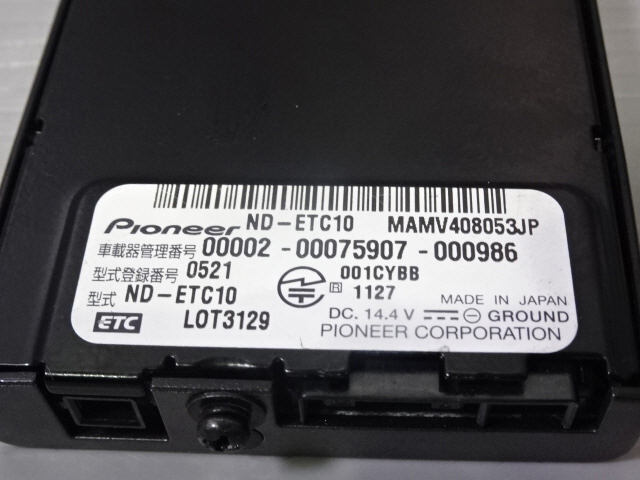 Pioneer ND-ETC10 MAMV408053JP
車載器管理番号 00002-00075907-000986
型式登録番号 0521 001CYBB
型式 ND-ETC10 R 1127
MADE IN JAPAN
ETC LOT3129 DC. 14.4 V GROUND
PIONEER CORPORATION